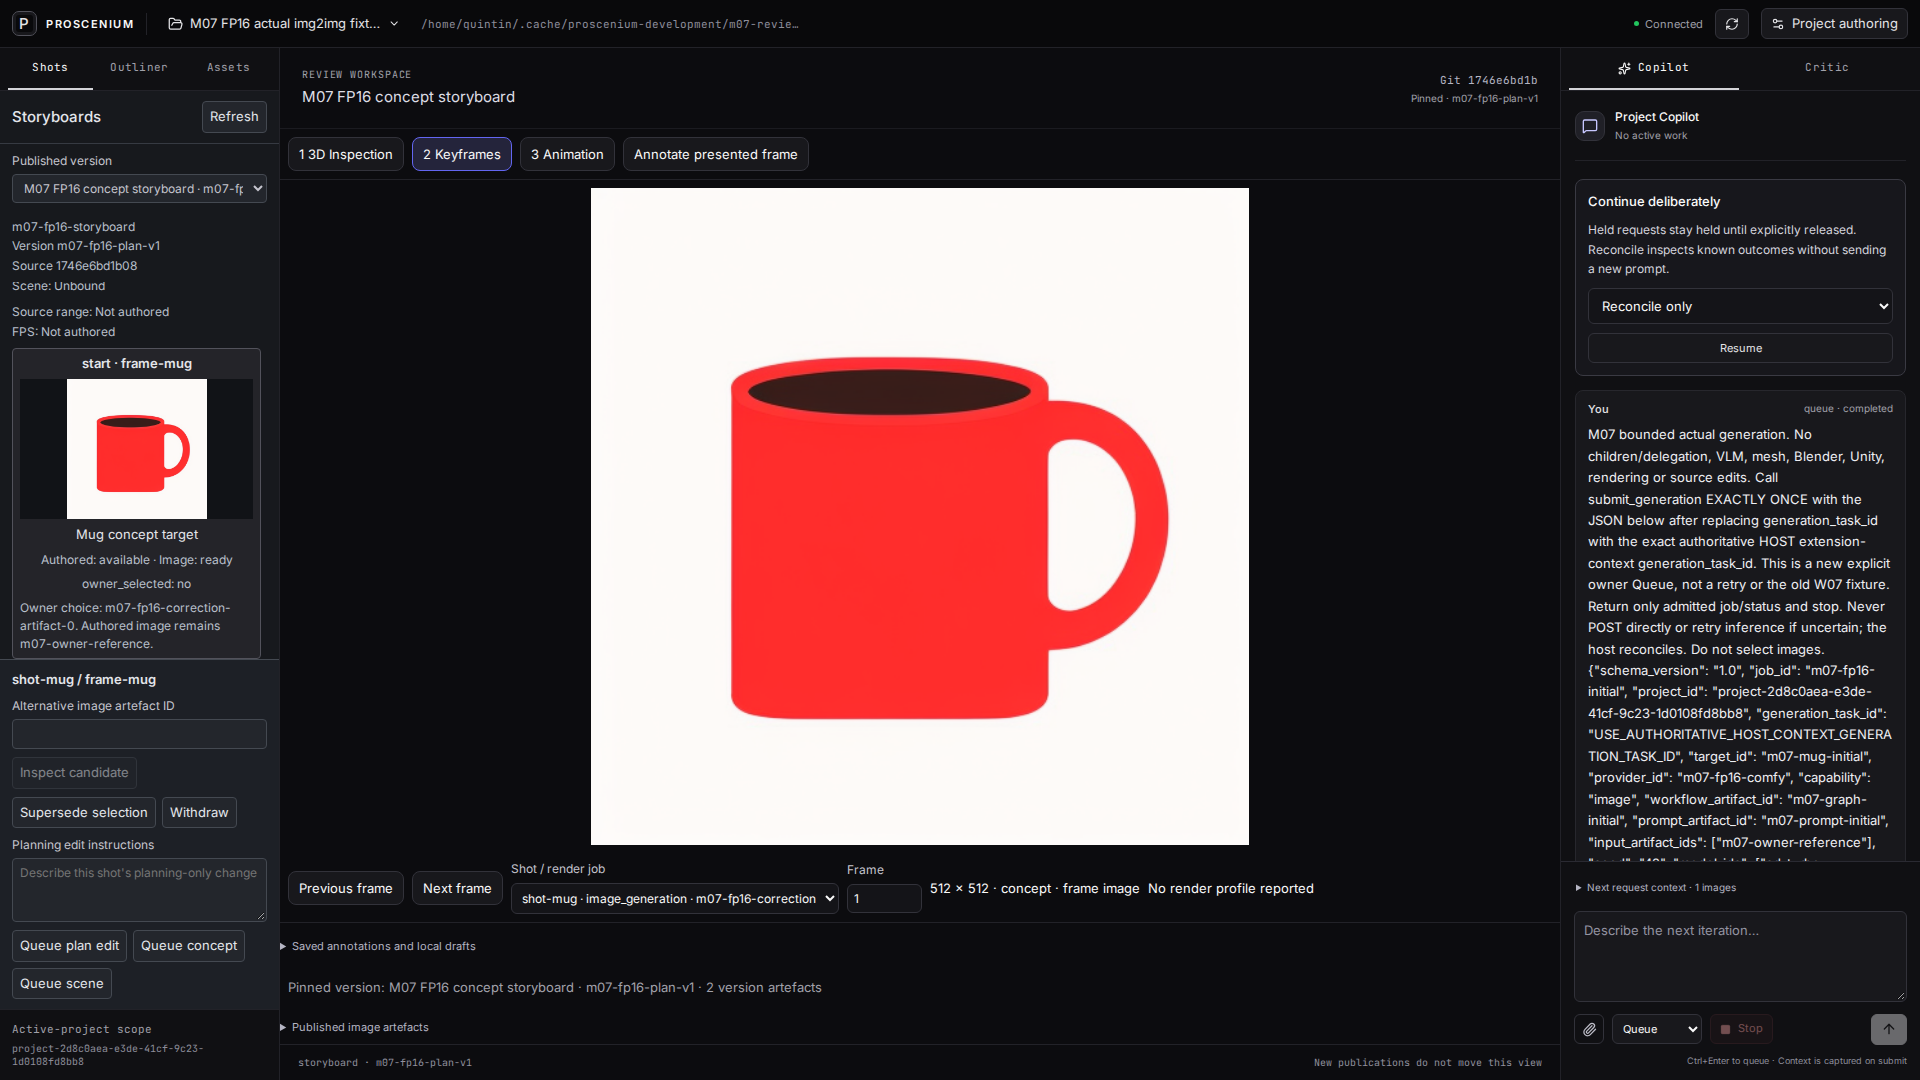 P PROSCENIUM
M07 FP16 actual img2img fixt...
/home/quintin/.cache/proscenium-development/m07-revie…
Connected
Project authoring
Shots
Outliner
Assets
Storyboards
Refresh
Published version
M07 FP16 concept storyboard · m07-fp
m07-fp16-storyboard
Version m07-fp16-plan-v1
Source 1746e6bd1b08
Scene: Unbound
Source range: Not authored
FPS: Not authored
start · frame-mug
Mug concept target
Authored: available · Image: ready
owner_selected: no
Owner choice: m07-fp16-correction-
artifact-0. Authored image remains
m07-owner-reference.
shot-mug / frame-mug
Alternative image artefact ID
Inspect candidate
Supersede selection
Withdraw
Planning edit instructions
Describe this shot's planning-only change
Queue plan edit
Queue concept
Queue scene
Active-project scope
project-2d8c0aea-e3de-41cf-9c23-
1d0108fd8bb8
REVIEW WORKSPACE
M07 FP16 concept storyboard
Git 1746e6bd1b
Pinned · m07-fp16-plan-v1
1 3D Inspection
2 Keyframes
3 Animation
Annotate presented frame
Previous frame
Next frame
Shot / render job
shot-mug · image_generation · m07-fp16-correction
Frame
1
512 × 512 · concept · frame image No render profile reported
Saved annotations and local drafts
Pinned version: M07 FP16 concept storyboard · m07-fp16-plan-v1 · 2 version artefacts
Published image artefacts
storyboard · m07-fp16-plan-v1
New publications do not move this view
Copilot
Critic
Project Copilot
No active work
Continue deliberately
Held requests stay held until explicitly released.
Reconcile inspects known outcomes without sending
a new prompt.
Reconcile only
Resume
You
queue · completed
M07 bounded actual generation. No
children/delegation, VLM, mesh, Blender, Unity,
rendering or source edits. Call
submit_generation EXACTLY ONCE with the
JSON below after replacing generation_task_id
with the exact authoritative HOST extension-
context generation_task_id. This is a new explicit
owner Queue, not a retry or the old W07 fixture.
Return only admitted job/status and stop. Never
POST directly or retry inference if uncertain; the
host reconciles. Do not select images.
{"schema_version": "1.0", "job_id": "m07-fp16-
initial", "project_id": "project-2d8c0aea-e3de-
41cf-9c23-1d0108fd8bb8", "generation_task_id":
"USE_AUTHORITATIVE_HOST_CONTEXT_GENERA
TION_TASK_ID", "target_id": "m07-mug-initial",
"provider_id": "m07-fp16-comfy", "capability":
"image", "workflow_artifact_id": "m07-graph-
initial", "prompt_artifact_id": "m07-prompt-initial",
"input_artifact_ids": ["m07-owner-reference"],
Next request context · 1 images
Describe the next iteration...
Queue
Stop
Ctrl+Enter to queue · Context is captured on submit